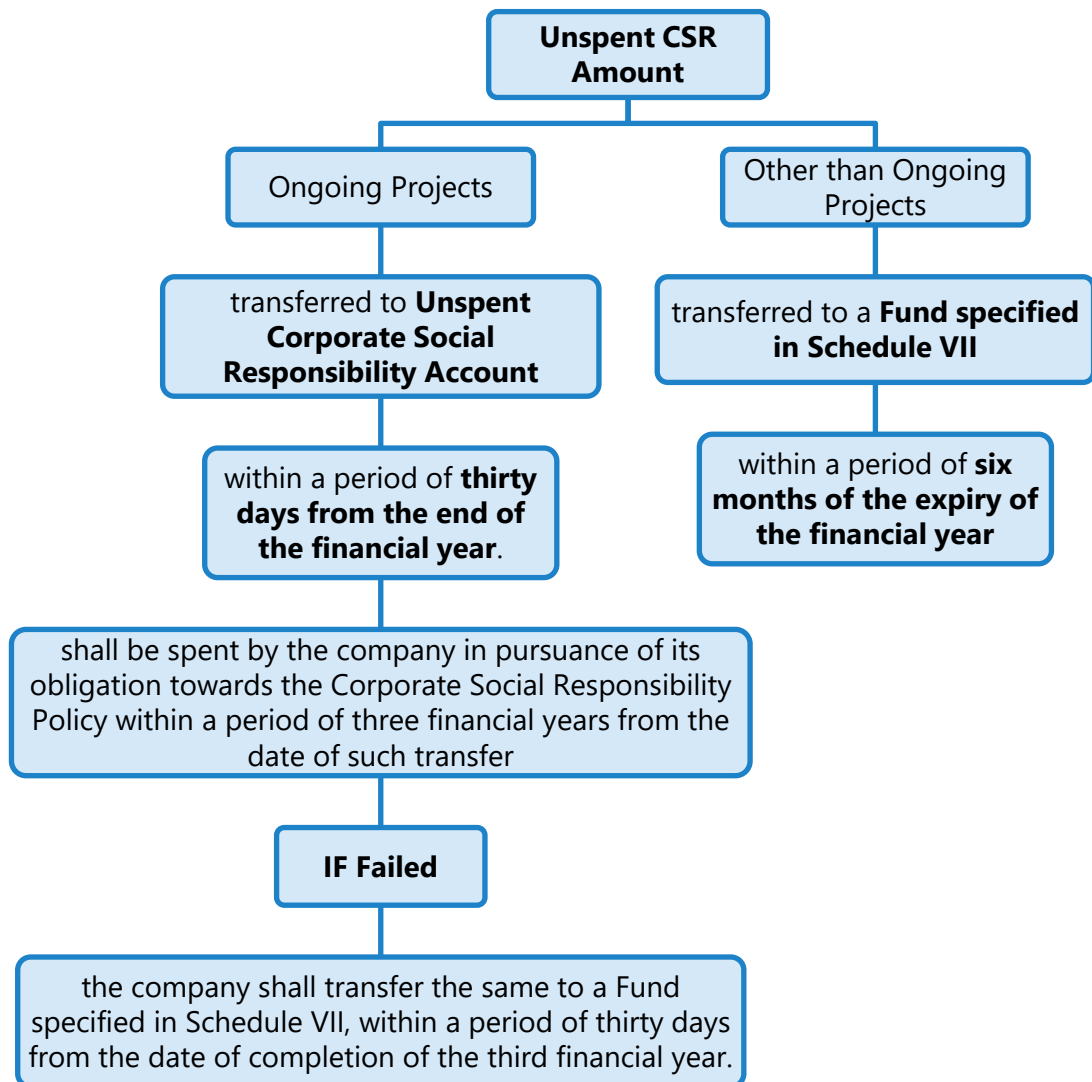 Unspent CSR
Amount
Ongoing Projects
Other than Ongoing
Projects
transferred to Unspent
Corporate Social
Responsibility Account
transferred to a Fund specified
in Schedule VII
within a period of thirty
days from the end of
the financial year.
within a period of six
months of the expiry of
the financial year
shall be spent by the company in pursuance of its
obligation towards the Corporate Social Responsibility
Policy within a period of three financial years from the
date of such transfer
IF Failed
the company shall transfer the same to a Fund
specified in Schedule VII, within a period of thirty days
from the date of completion of the third financial year.